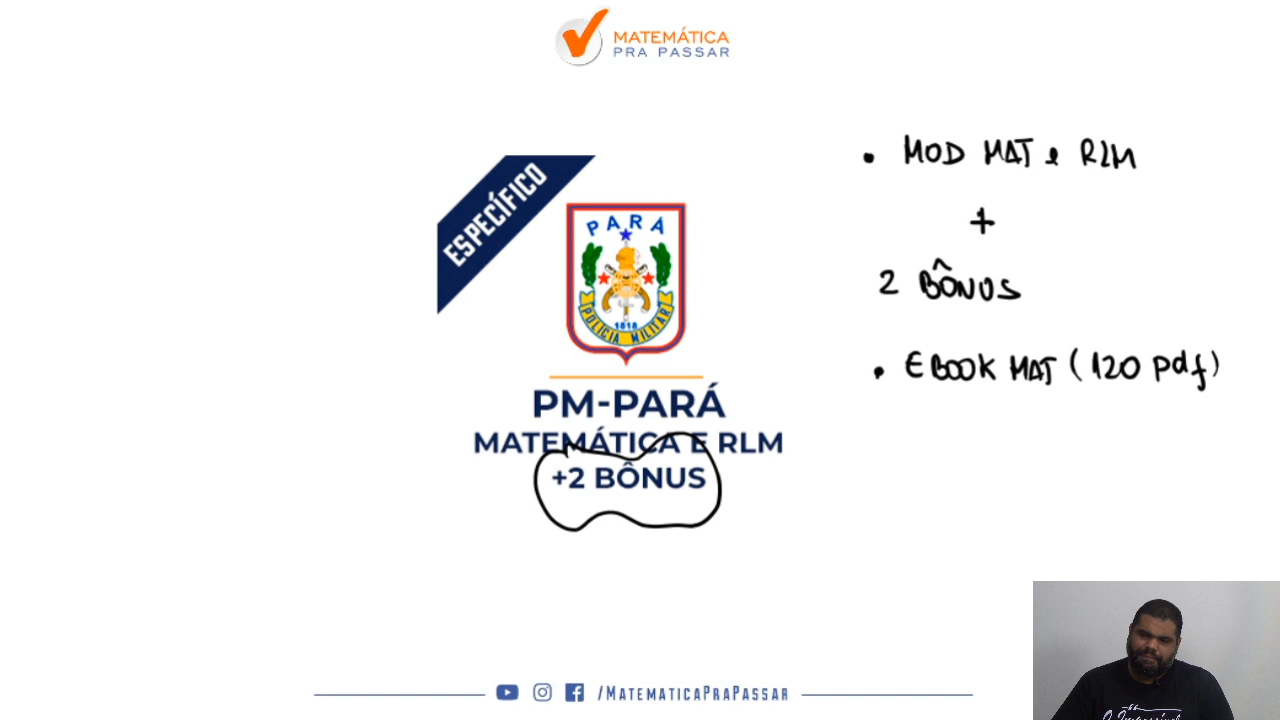 MATEMÁTICA
PRA PASSAR
ESPECÍFICO
PARÁ
1818
POLICIA MILITAR
PM-PARÁ
MATEMÁTICA E RLM
+2 BÔNUS
• MOD MAT e RLM
+
2 BÔNUS
• EBOOK MAT (120 pdf)
/MATEMATICAPRAPASSAR